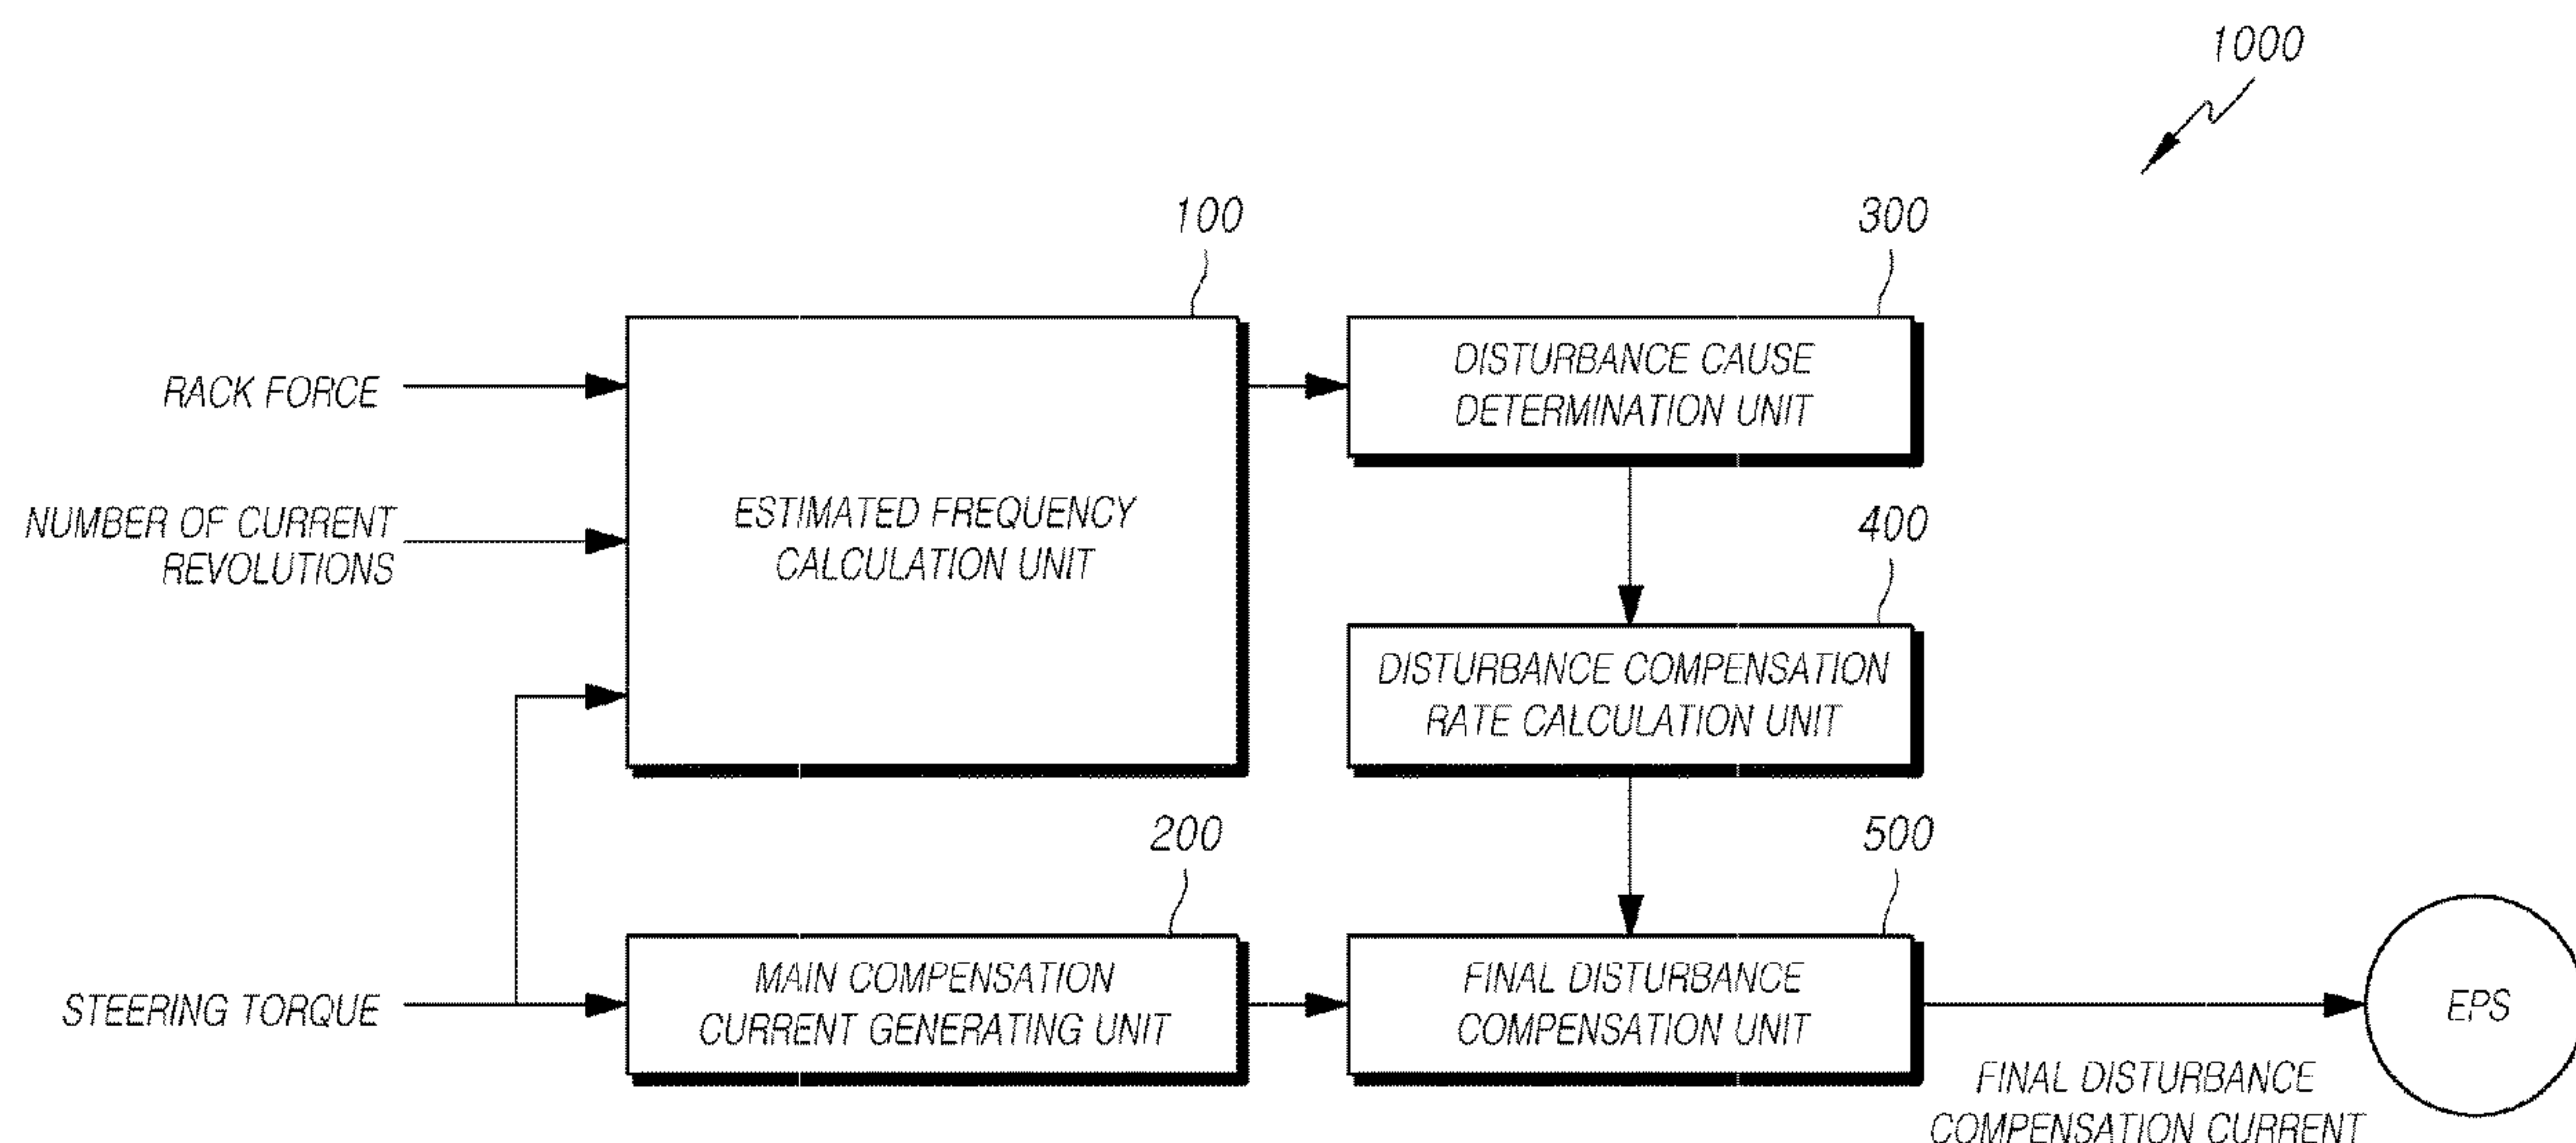 1000
100
300
RACK FORCE
DISTURBANCE CAUSE
DETERMINATION UNIT
NUMBER OF CURRENT
REVOLUTIONS
ESTIMATED FREQUENCY
CALCULATION UNIT
400
DISTURBANCE COMPENSATION
RATE CALCULATION UNIT
200
500
STEERING TORQUE
MAIN COMPENSATION
CURRENT GENERATING UNIT
FINAL DISTURBANCE
COMPENSATION UNIT
EPS
FINAL DISTURBANCE
COMPENSATION CURRENT